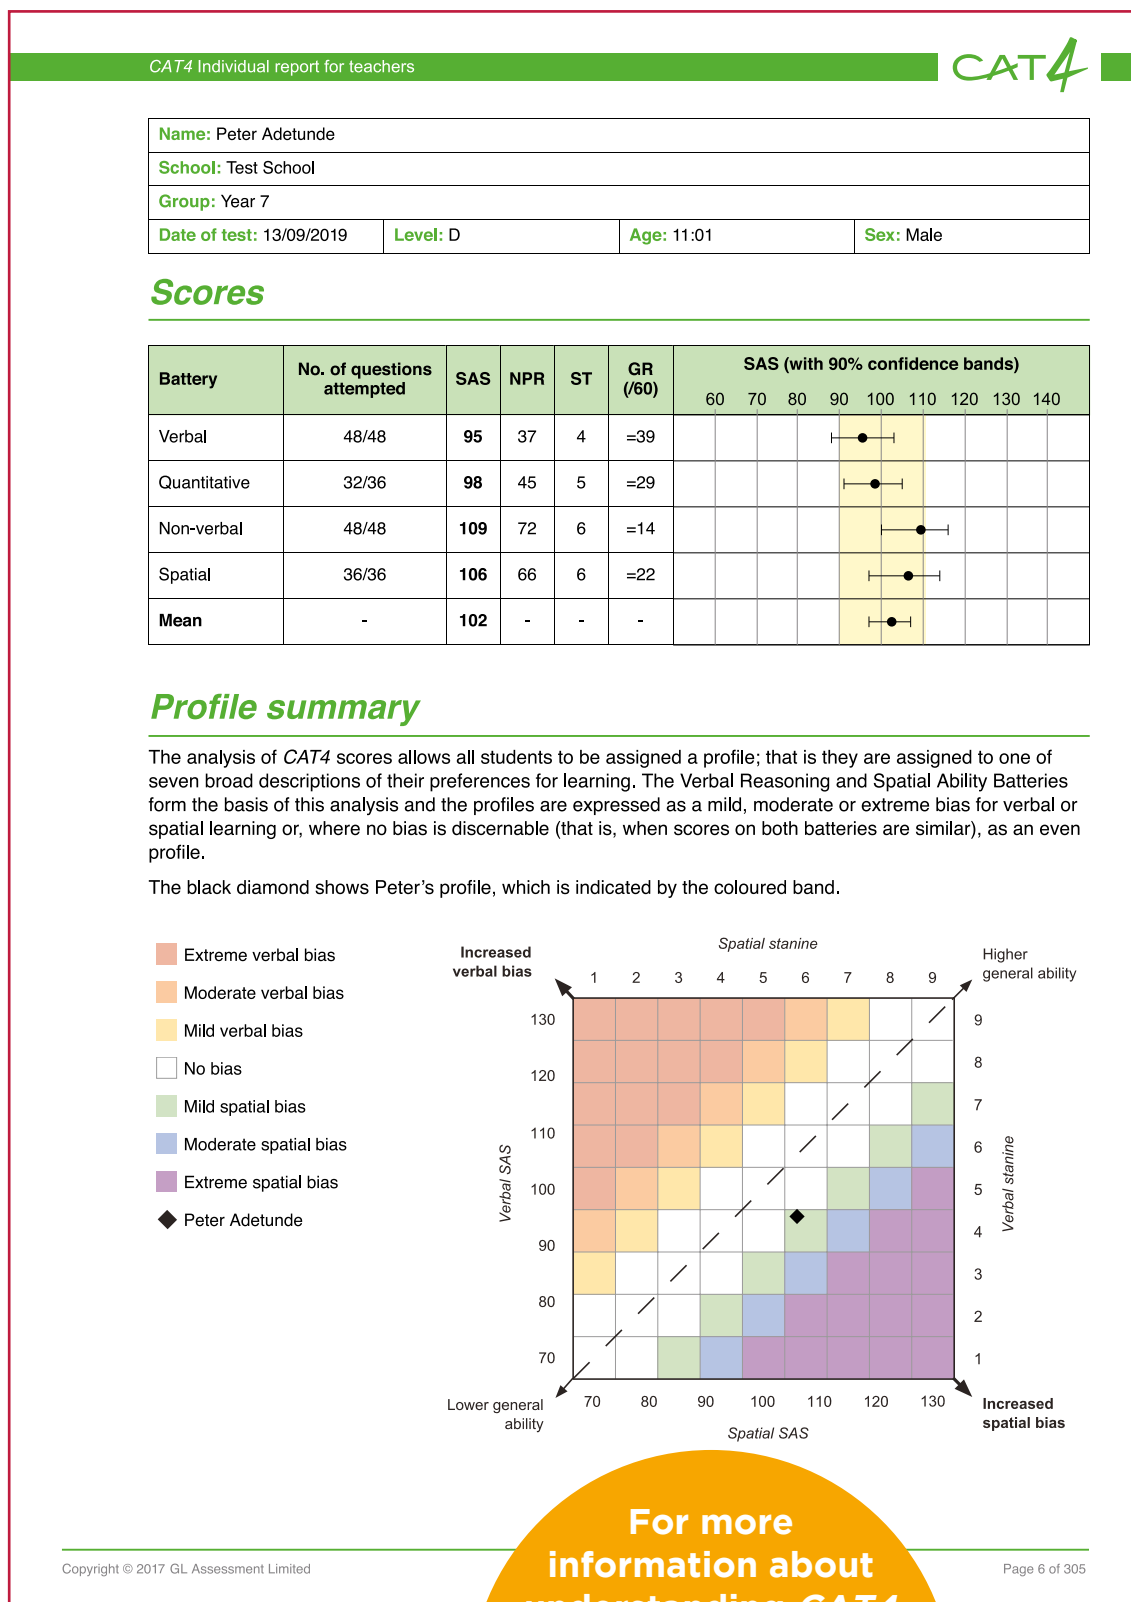 CAT4 Individual report for teachers
CAT4
Name: Peter Adetunde
School: Test School
Group: Year 7
Date of test: 13/09/2019 Level: D Age: 11:01 Sex: Male
Scores
Battery No. of questions attempted SAS NPR ST GR (/60) SAS (with 90% confidence bands)
60 70 80 90 100 110 120 130 140
Verbal 48/48 95 37 4 =39
Quantitative 32/36 98 45 5 =29
Non-verbal 48/48 109 72 6 =14
Spatial 36/36 106 66 6 =22
Mean - 102 - - -
Profile summary
The analysis of CAT4 scores allows all students to be assigned a profile; that is they are assigned to one of
seven broad descriptions of their preferences for learning. The Verbal Reasoning and Spatial Ability Batteries
form the basis of this analysis and the profiles are expressed as a mild, moderate or extreme bias for verbal or
spatial learning or, where no bias is discernable (that is, when scores on both batteries are similar), as an even
profile.
The black diamond shows Peter's profile, which is indicated by the coloured band.
Extreme verbal bias
Moderate verbal bias
Mild verbal bias
No bias
Mild spatial bias
Moderate spatial bias
Extreme spatial bias
Peter Adetunde
Increased
verbal bias
Spatial stanine
Higher
general ability
1 2 3 4 5 6 7 8 9
130
120
110
100
90
80
70
Verbal SAS
9
8
7
6
5
4
3
2
1
Verbal stanine
Lower general
ability
70 80 90 100 110 120 130
Spatial SAS
Increased
spatial bias
For more
information about
understanding CAT4
Copyright © 2017 GL Assessment Limited
Page 6 of 305